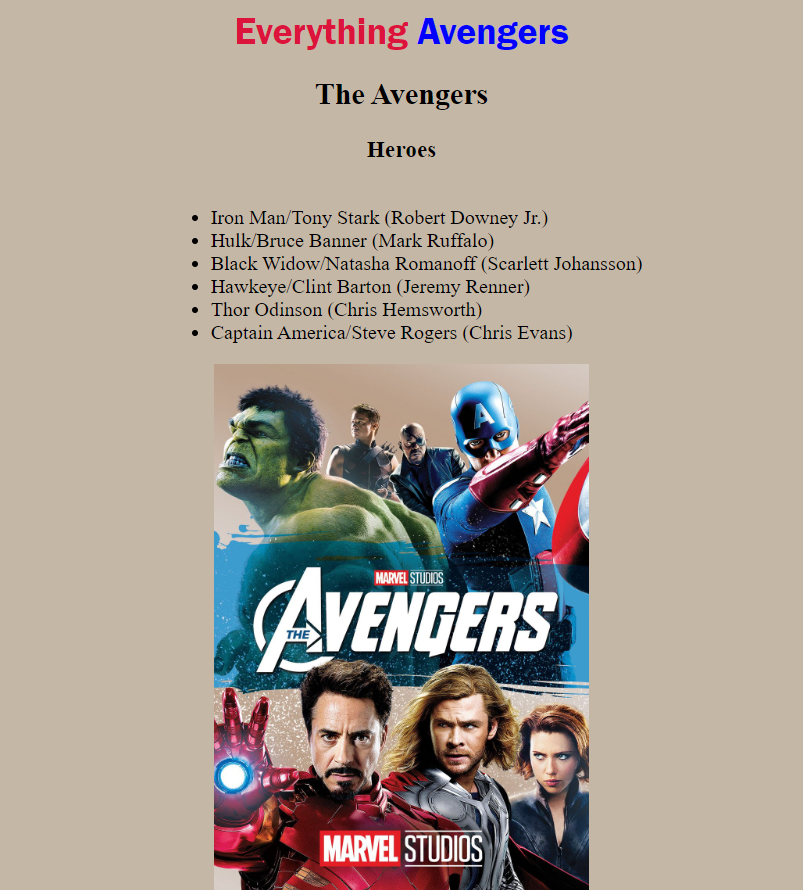 Everything Avengers
The Avengers
Heroes
Iron Man/Tony Stark (Robert Downey Jr.)
Hulk/Bruce Banner (Mark Ruffalo)
Black Widow/Natasha Romanoff (Scarlett Johansson)
Hawkeye/Clint Barton (Jeremy Renner)
Thor Odinson (Chris Hemsworth)
Captain America/Steve Rogers (Chris Evans)
A
MARVEL STUDIOS
THE AVENGERS
MARVEL STUDIOS